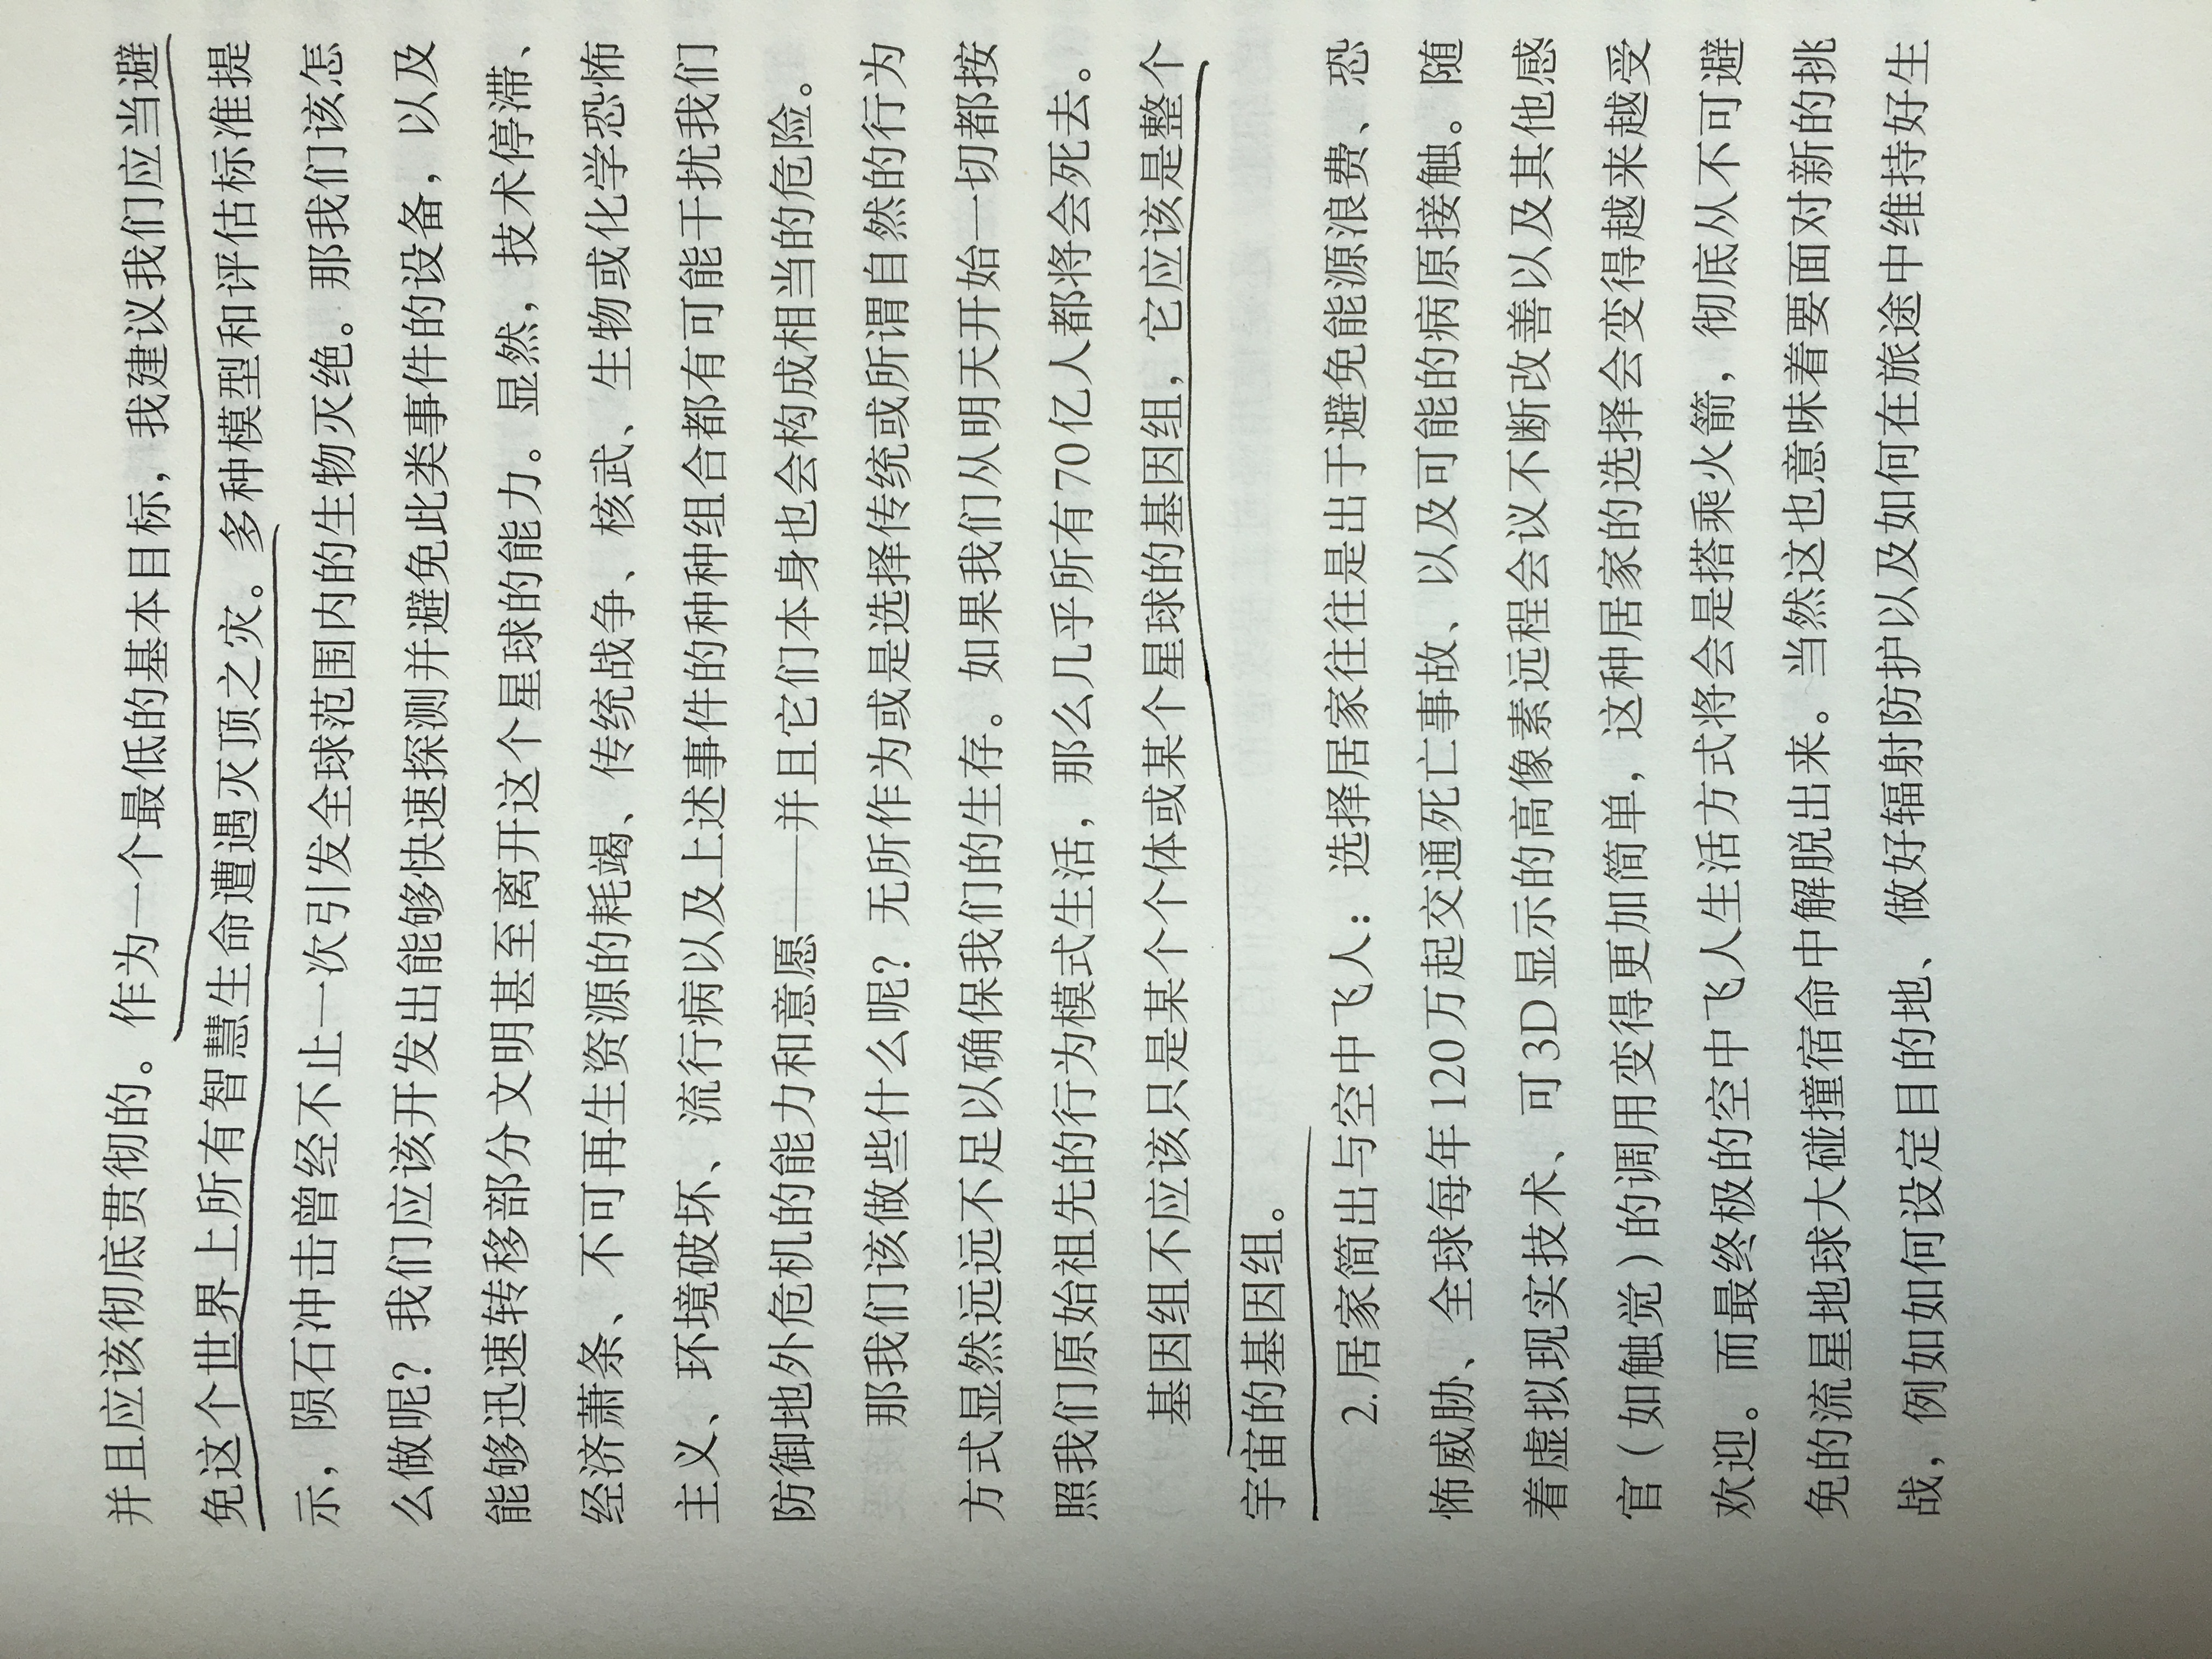 并且应该彻底贯彻的。作为一个最低的基本目标，我建议我们应当避
免这个世界上所有智慧生命遭遇灭顶之灾。多种模型和评估标准提
示，陨石冲击曾经不止一次引发全球范围内的生物灭绝。那我们该怎
么做呢？我们应该开发出能够快速探测并避免此类事件的设备，以及
能够迅速转移部分文明甚至离开这个星球的能力。显然，技术停滞、
经济萧条、不可再生资源的耗竭、传统战争、核武、生物或化学恐怖
主义、环境破坏、流行病以及上述事件的种种组合都有可能干扰我们
防御地外危机的能力和意愿——并且它们本身也会构成相当的危险。
那我们该做些什么呢？无所作为或是选择传统或所谓自然的行为
方式显然远远不足以确保我们的生存。如果我们从明天开始一切都按
照我们原始祖先的行为模式生活，那么几乎所有70亿人都将会死去。
基因组不应该只是某个个体或某个星球的基因组，它应该是整个
宇宙的基因组。
2. 居家简出与空中飞人：选择居家往往是出于避免能源浪费、恐
怖威胁、全球每年120万起交通死亡事故、以及可能的病原接触。随
着虚拟现实技术、可3D显示的高像素远程会议不断改善以及其他感
官（如触觉）的调用变得更加简单，这种居家的选择会变得越来越受
欢迎。而最终极的空中飞人生活方式将会是搭乘火箭，彻底从不可避
免的流星地球大碰撞宿命中解脱出来。当然这也意味着要面对新的挑
战，例如如何设定目的地、做好辐射防护以及如何在旅途中维持好生